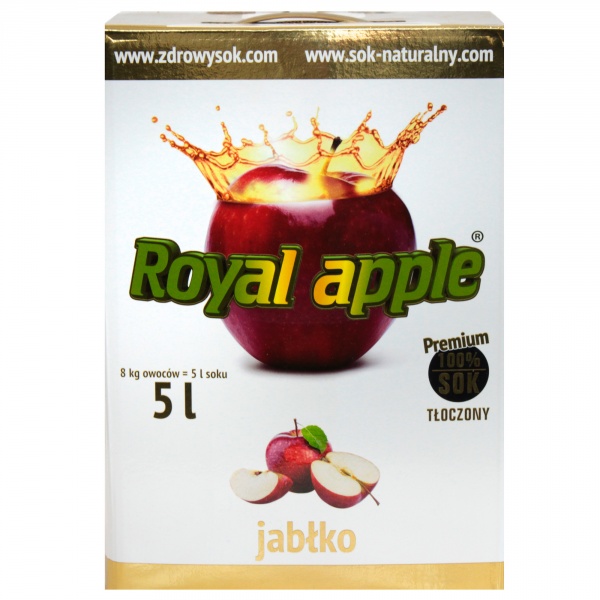 www.zdrowysok.com www.sok-naturalny.com
Royal apple®
8 kg owoców = 5 l soku
5 l
Premium
100%
SOK
TŁOCZONY
jabłko